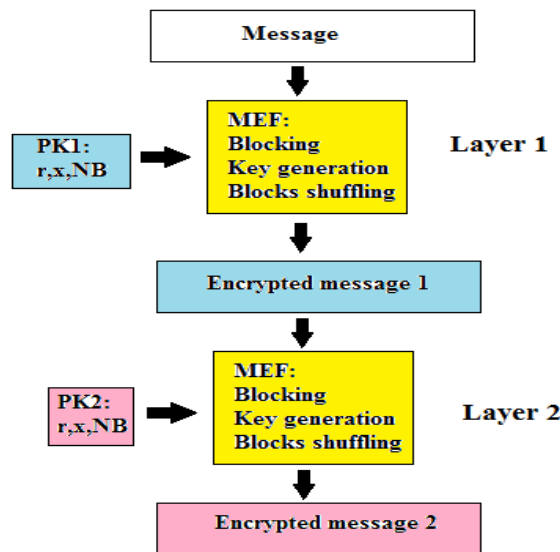 Message
MEF:
Blocking
Key generation
Blocks shuffling
PK1:
r,x,NB
Layer 1
Encrypted message 1
MEF:
Blocking
Key generation
Blocks shuffling
PK2:
r,x,NB
Layer 2
Encrypted message 2